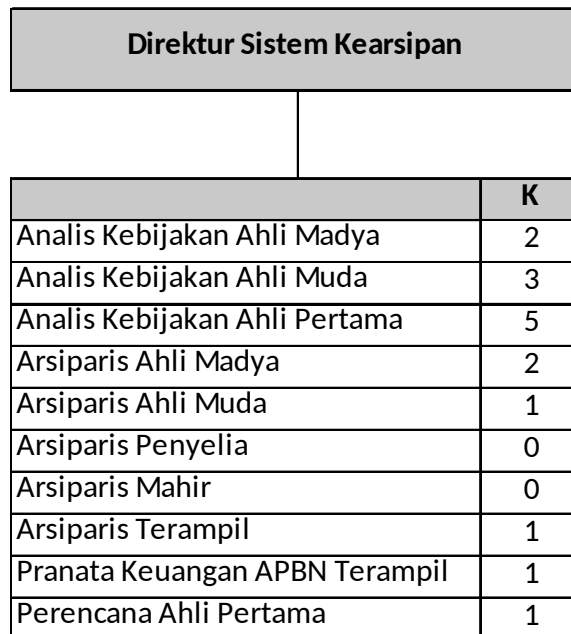 Direktur Sistem Kearsipan
K
Analis Kebijakan Ahli Madya 2
Analis Kebijakan Ahli Muda 3
Analis Kebijakan Ahli Pertama 5
Arsiparis Ahli Madya 2
Arsiparis Ahli Muda 1
Arsiparis Penyelia 0
Arsiparis Mahir 0
Arsiparis Terampil 1
Pranata Keuangan APBN Terampil 1
Perencana Ahli Pertama 1